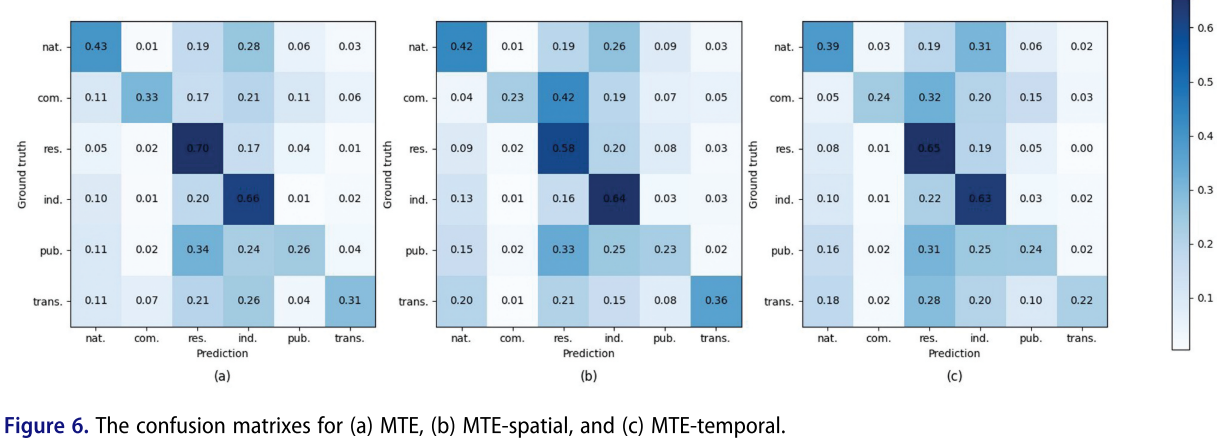 nat. 0.43 0.01 0.19 0.28 0.06 0.03
com. 0.11 0.33 0.17 0.21 0.11 0.06
res. 0.05 0.02 0.70 0.17 0.04 0.01
ind. 0.10 0.01 0.20 0.66 0.01 0.02
pub. 0.11 0.02 0.34 0.24 0.26 0.04
trans. 0.11 0.07 0.21 0.26 0.04 0.31
nat. com. res. ind. pub. trans.
Ground truth
Prediction
(a)
nat. 0.42 0.01 0.19 0.26 0.09 0.03
com. 0.04 0.23 0.42 0.19 0.07 0.05
res. 0.09 0.02 0.58 0.20 0.08 0.03
ind. 0.13 0.01 0.16 0.64 0.03 0.03
pub. 0.15 0.02 0.33 0.25 0.23 0.02
trans. 0.20 0.01 0.21 0.15 0.08 0.36
nat. com. res. ind. pub. trans.
Ground truth
Prediction
(b)
nat. 0.39 0.03 0.19 0.31 0.06 0.02
com. 0.05 0.24 0.32 0.20 0.15 0.03
res. 0.08 0.01 0.65 0.19 0.05 0.00
ind. 0.10 0.01 0.22 0.63 0.03 0.02
pub. 0.16 0.02 0.31 0.25 0.24 0.02
trans. 0.18 0.02 0.28 0.20 0.10 0.22
nat. com. res. ind. pub. trans.
Ground truth
Prediction
(c)
0.6
0.5
0.4
0.3
0.2
0.1
Figure 6. The confusion matrixes for (a) MTE, (b) MTE-spatial, and (c) MTE-temporal.